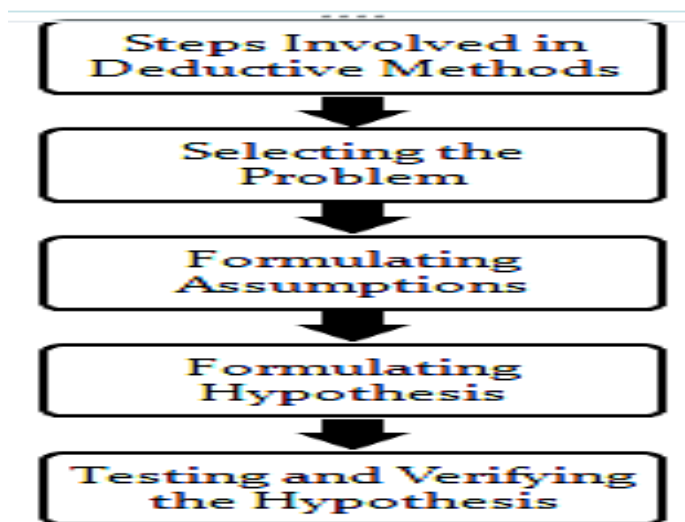 Steps Involved in
Deductive Methods
Selecting the
Problem
Formulating
Assumptions
Formulating
Hypothesis
Testing and Verifying
the Hypothesis